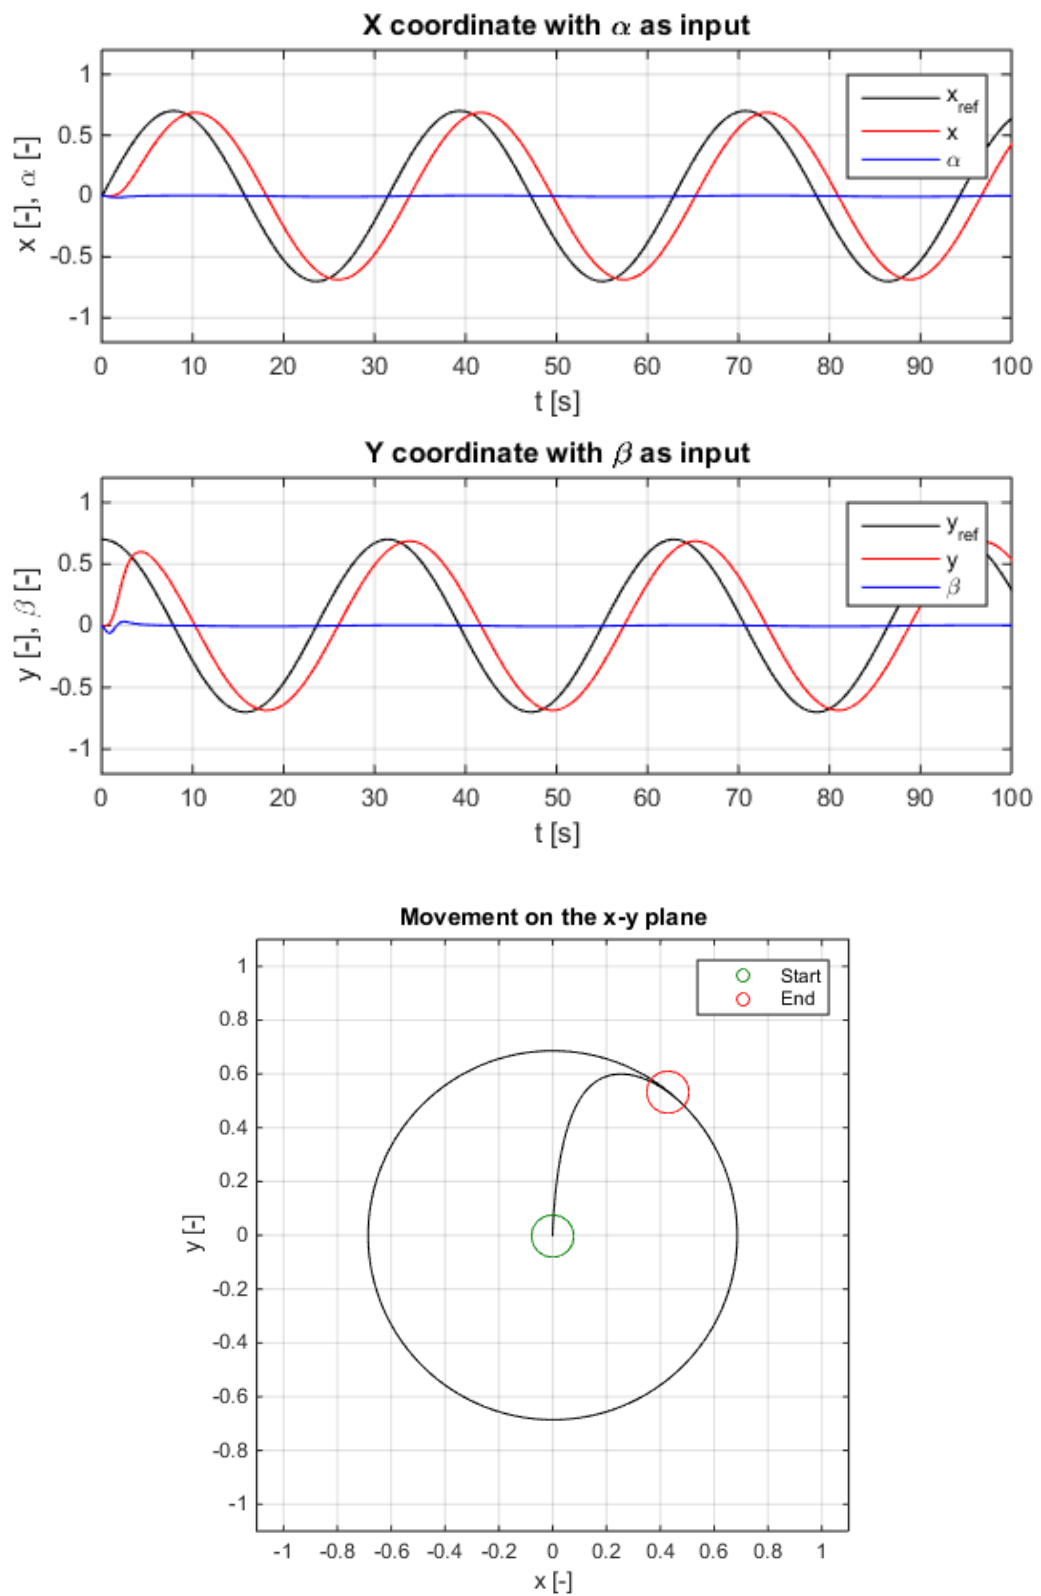 X coordinate with α as input
1
0.5
0
-0.5
-1
x [-], α [-]
x_ref
x
α
0 10 20 30 40 50 60 70 80 90 100
t [s]
Y coordinate with β as input
1
0.5
0
-0.5
-1
y [-], β [-]
y_ref
y
β
0 10 20 30 40 50 60 70 80 90 100
t [s]
Movement on the x-y plane
1
0.8
0.6
0.4
0.2
0
-0.2
-0.4
-0.6
-0.8
-1
y [-]
Start
End
-1 -0.8 -0.6 -0.4 -0.2 0 0.2 0.4 0.6 0.8 1
x [-]